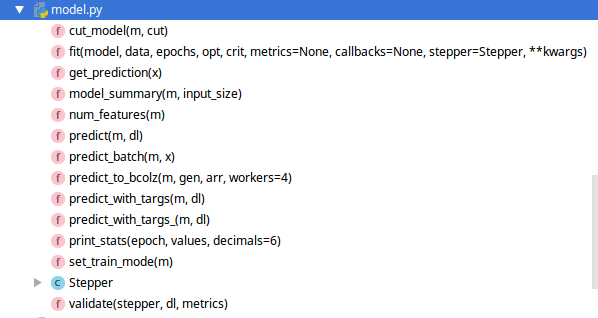 model.py
f cut_model(m, cut)
f fit(model, data, epochs, opt, crit, metrics=None, callbacks=None, stepper=Stepper, **kwargs)
f get_prediction(x)
f model_summary(m, input_size)
f num_features(m)
f predict(m, dl)
f predict_batch(m, x)
f predict_to_bcolz(m, gen, arr, workers=4)
f predict_with_targs(m, dl)
f predict_with_targs_(m, dl)
f print_stats(epoch, values, decimals=6)
f set_train_mode(m)
c Stepper
f validate(stepper, dl, metrics)